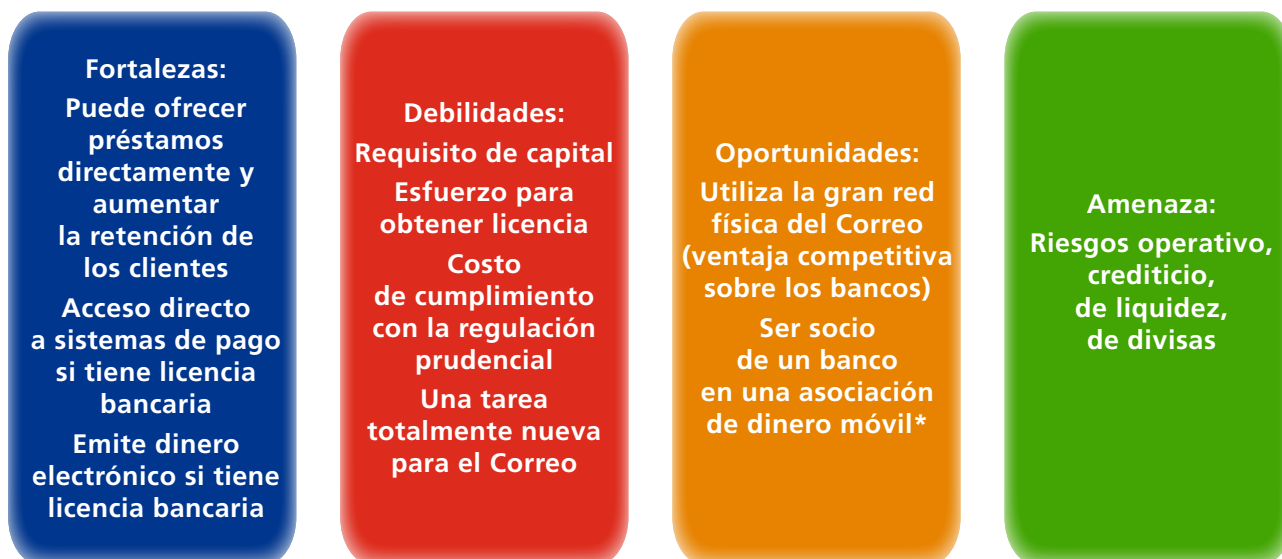 Fortalezas:
Puede ofrecer
préstamos
directamente y
aumentar
la retención de
los clientes
Acceso directo
a sistemas de pago
si tiene licencia
bancaria
Emite dinero
electrónico si tiene
licencia bancaria
Debilidades:
Requisito de capital
Esfuerzo para
obtener licencia
Costo
de cumplimiento
con la regulación
prudencial
Una tarea
totalmente nueva
para el Correo
Oportunidades:
Utiliza la gran red
física del Correo
(ventaja competitiva
sobre los bancos)
Ser socio
de un banco
en una asociación
de dinero móvil*
Amenaza:
Riesgos operativo,
crediticio,
de liquidez,
de divisas